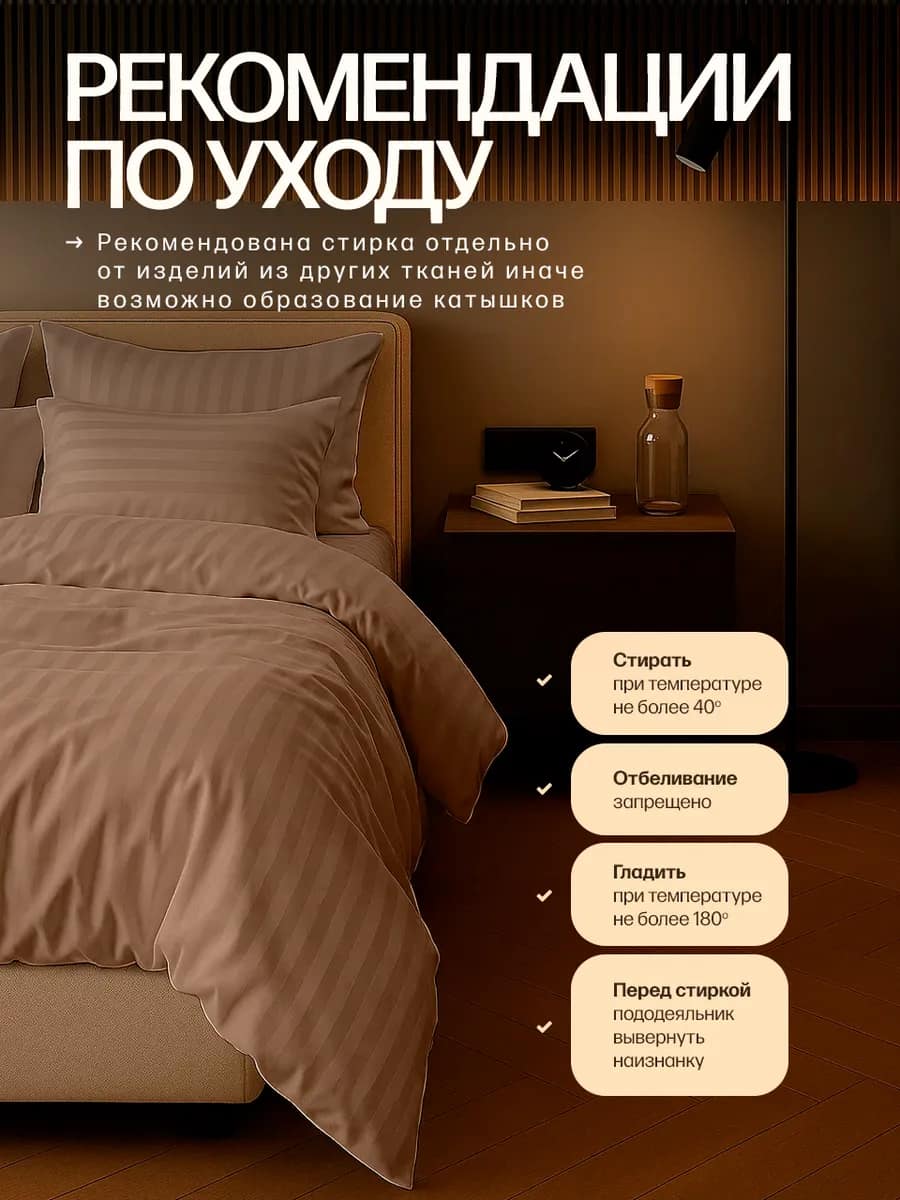 РЕКОМЕНДАЦИИ
ПО УХОДУ
→ Рекомендована стирка отдельно
от изделий из других тканей иначе
возможно образование катышков
Стирать
при температуре
не более 40°
Отбеливание
запрещено
Гладить
при температуре
не более 180°
Перед стиркой
пододеяльник
вывернуть
наизнанку